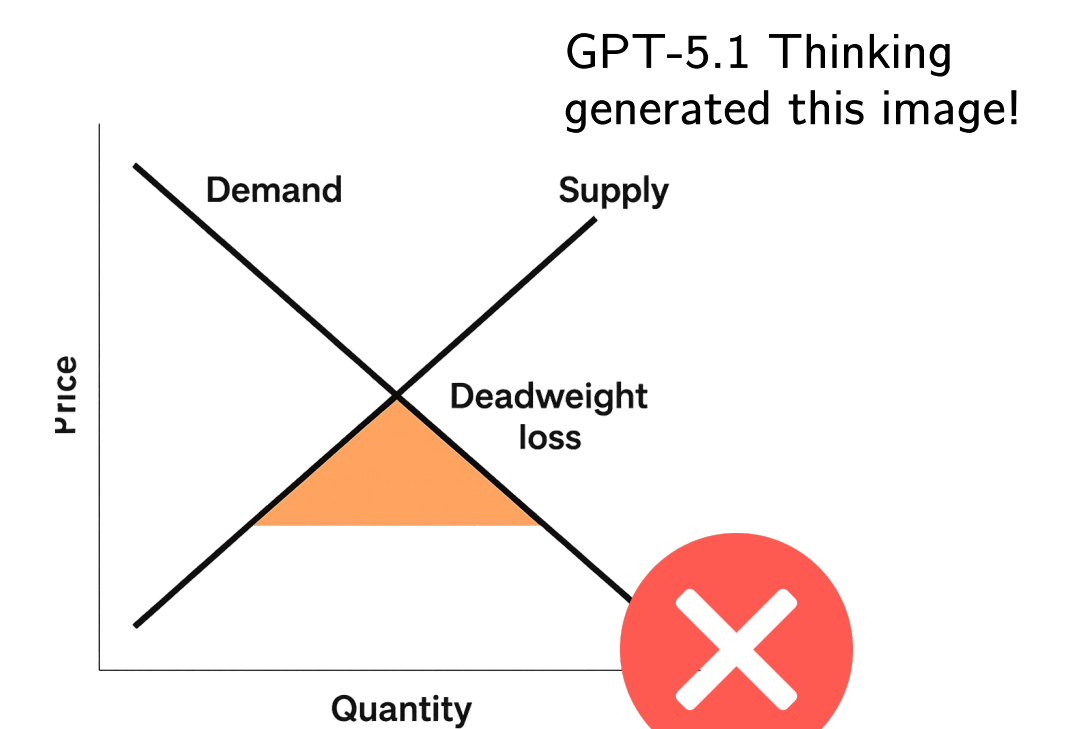 GPT-5.1 Thinking
generated this image!
Demand
Supply
Price
Deadweight
loss
Quantity